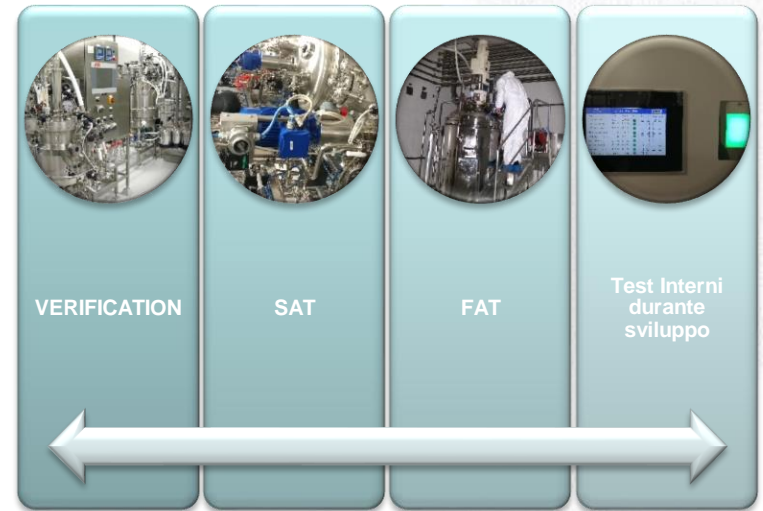 VERIFICATION
SAT
FAT
Test Interni
durante
sviluppo